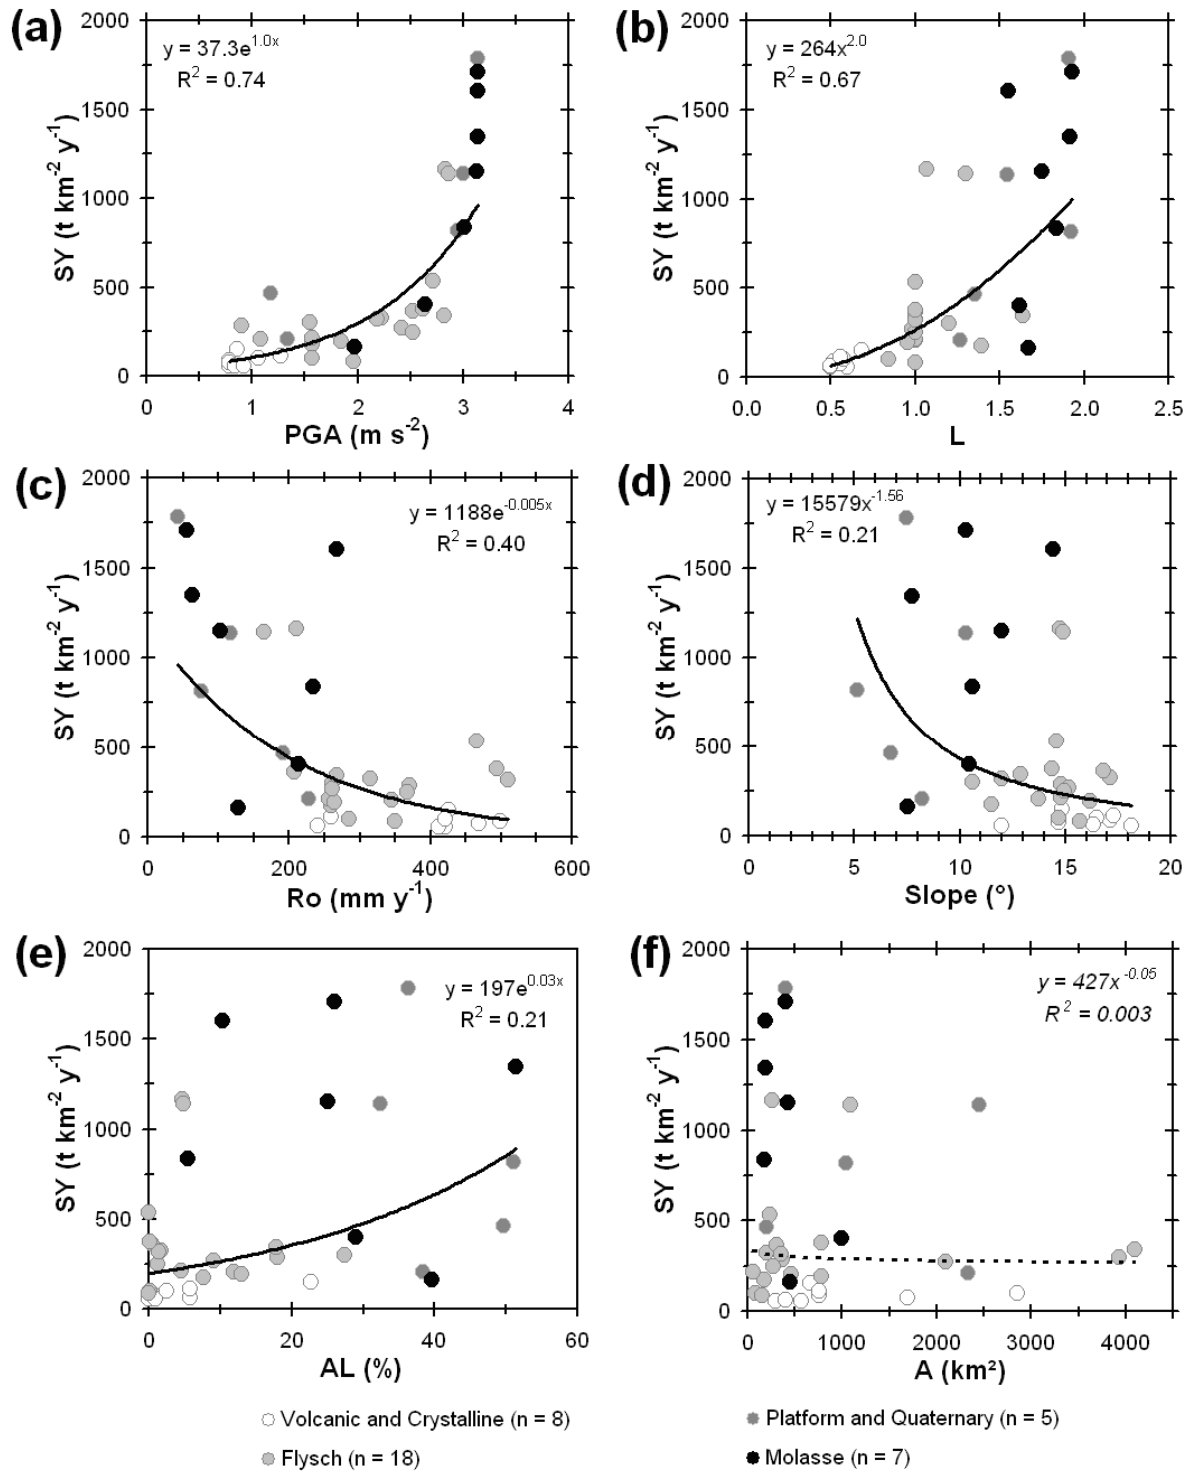 (a)
y = 37.3e^1.0x
R² = 0.74
2000
1500
1000
500
0
SY (t km⁻² y⁻¹)
0 1 2 3 4
PGA (m s⁻²)
(b)
y = 264x^2.0
R² = 0.67
2000
1500
1000
500
0
SY (t km⁻² y⁻¹)
0.0 0.5 1.0 1.5 2.0 2.5
L
(c)
y = 1188e^-0.005x
R² = 0.40
2000
1500
1000
500
0
SY (t km⁻² y⁻¹)
0 200 400 600
Ro (mm y⁻¹)
(d)
y = 15579x^-1.56
R² = 0.21
2000
1500
1000
500
0
SY (t km⁻² y⁻¹)
0 5 10 15 20
Slope (°)
(e)
y = 197e^0.03x
R² = 0.21
2000
1500
1000
500
0
SY (t km⁻² y⁻¹)
0 20 40 60
AL (%)
(f)
y = 427x^-0.05
R² = 0.003
2000
1500
1000
500
0
SY (t km⁻² y⁻¹)
0 1000 2000 3000 4000
A (km²)
Volcanic and Crystalline (n = 8)
Platform and Quaternary (n = 5)
Flysch (n = 18)
Molasse (n = 7)